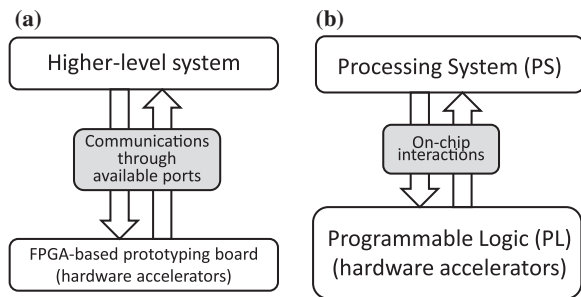 (a)
Higher-level system
Communications
through
available ports
FPGA-based prototyping board
(hardware accelerators)
(b)
Processing System (PS)
On-chip
interactions
Programmable Logic (PL)
(hardware accelerators)